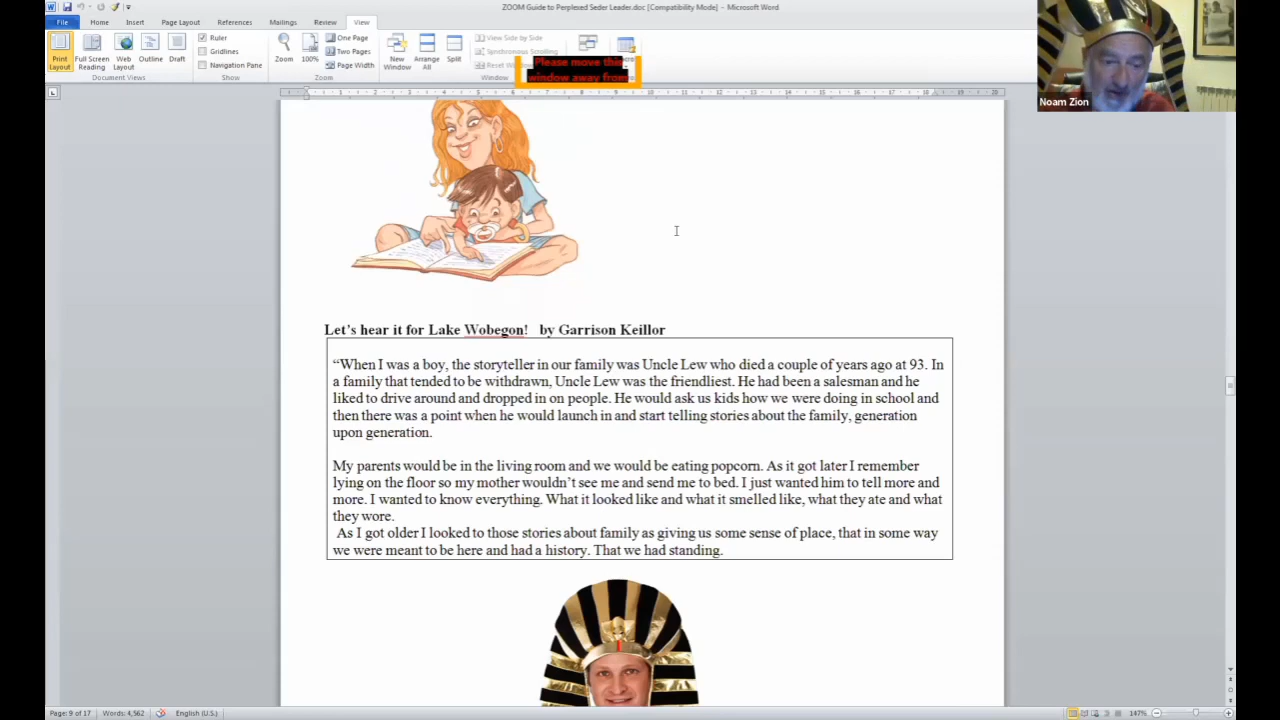 ZOOM Guide to Perplexed Seder Leader.doc [Compatibility Mode] - Microsoft Word
File Home Insert Page Layout References Mailings Review View
Print Layout
Full Screen Reading
Web Layout
Outline
Draft
Document Views
Ruler
Gridlines
Navigation Pane
Show
Zoom
100%
One Page
Two Pages
Page Width
Zoom
New Window
Arrange All
Split
View Side by Side
Synchronous Scrolling
Window
Please move this
window away from
Noam Zion
Let's hear it for Lake Wobegon!   by Garrison Keillor
“When I was a boy, the storyteller in our family was Uncle Lew who died a couple of years ago at 93. In
a family that tended to be withdrawn, Uncle Lew was the friendliest. He had been a salesman and he
liked to drive around and dropped in on people. He would ask us kids how we were doing in school and
then there was a point when he would launch in and start telling stories about the family, generation
upon generation.
My parents would be in the living room and we would be eating popcorn. As it got later I remember
lying on the floor so my mother wouldn't see me and send me to bed. I just wanted him to tell more and
more. I wanted to know everything. What it looked like and what it smelled like, what they ate and what
they wore.
As I got older I looked to those stories about family as giving us some sense of place, that in some way
we were meant to be here and had a history. That we had standing.
Page: 9 of 17 Words: 4,562 English (U.S.) 147%